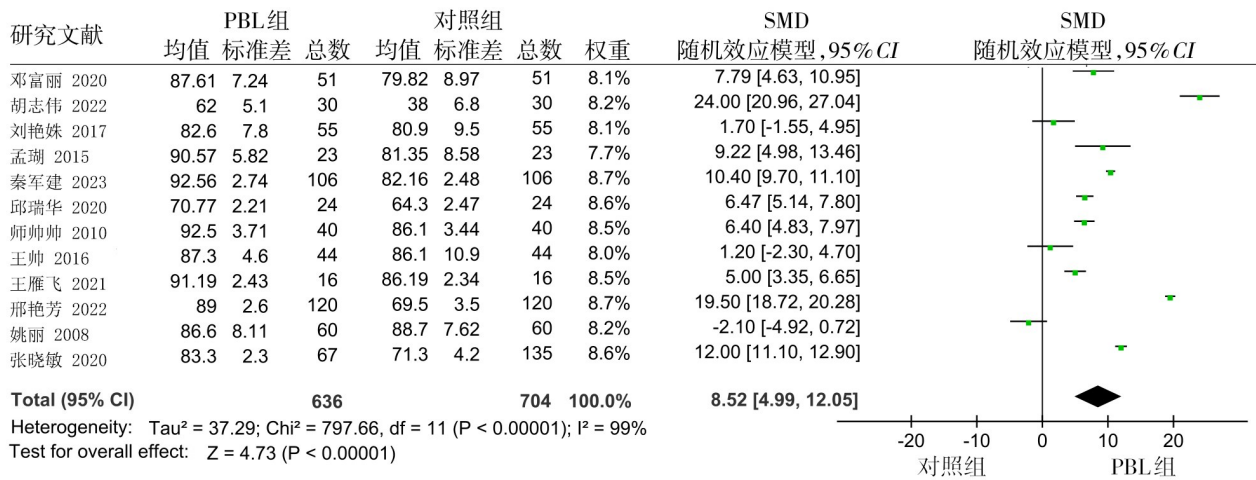 研究文献 PBL组 对照组 SMD SMD
均值 标准差 总数 均值 标准差 总数 权重 随机效应模型,95%CI 随机效应模型,95%CI
邓富丽 2020 87.61 7.24 51 79.82 8.97 51 8.1% 7.79 [4.63, 10.95]
胡志伟 2022 62 5.1 30 38 6.8 30 8.2% 24.00 [20.96, 27.04]
刘艳姝 2017 82.6 7.8 55 80.9 9.5 55 8.1% 1.70 [-1.55, 4.95]
孟瑚 2015 90.57 5.82 23 81.35 8.58 23 7.7% 9.22 [4.98, 13.46]
秦军建 2023 92.56 2.74 106 82.16 2.48 106 8.7% 10.40 [9.70, 11.10]
邱瑞华 2020 70.77 2.21 24 64.3 2.47 24 8.6% 6.47 [5.14, 7.80]
师帅帅 2010 92.5 3.71 40 86.1 3.44 40 8.5% 6.40 [4.83, 7.97]
王帅 2016 87.3 4.6 44 86.1 10.9 44 8.0% 1.20 [-2.30, 4.70]
王雁飞 2021 91.19 2.43 16 86.19 2.34 16 8.5% 5.00 [3.35, 6.65]
邢艳芳 2022 89 2.6 120 69.5 3.5 120 8.7% 19.50 [18.72, 20.28]
姚丽 2008 86.6 8.11 60 88.7 7.62 60 8.2% -2.10 [-4.92, 0.72]
张晓敏 2020 83.3 2.3 67 71.3 4.2 135 8.6% 12.00 [11.10, 12.90]
Total (95% CI) 636 704 100.0% 8.52 [4.99, 12.05]
Heterogeneity: Tau² = 37.29; Chi² = 797.66, df = 11 (P < 0.00001); I² = 99%
Test for overall effect: Z = 4.73 (P < 0.00001)
-20 -10 0 10 20
对照组 PBL组